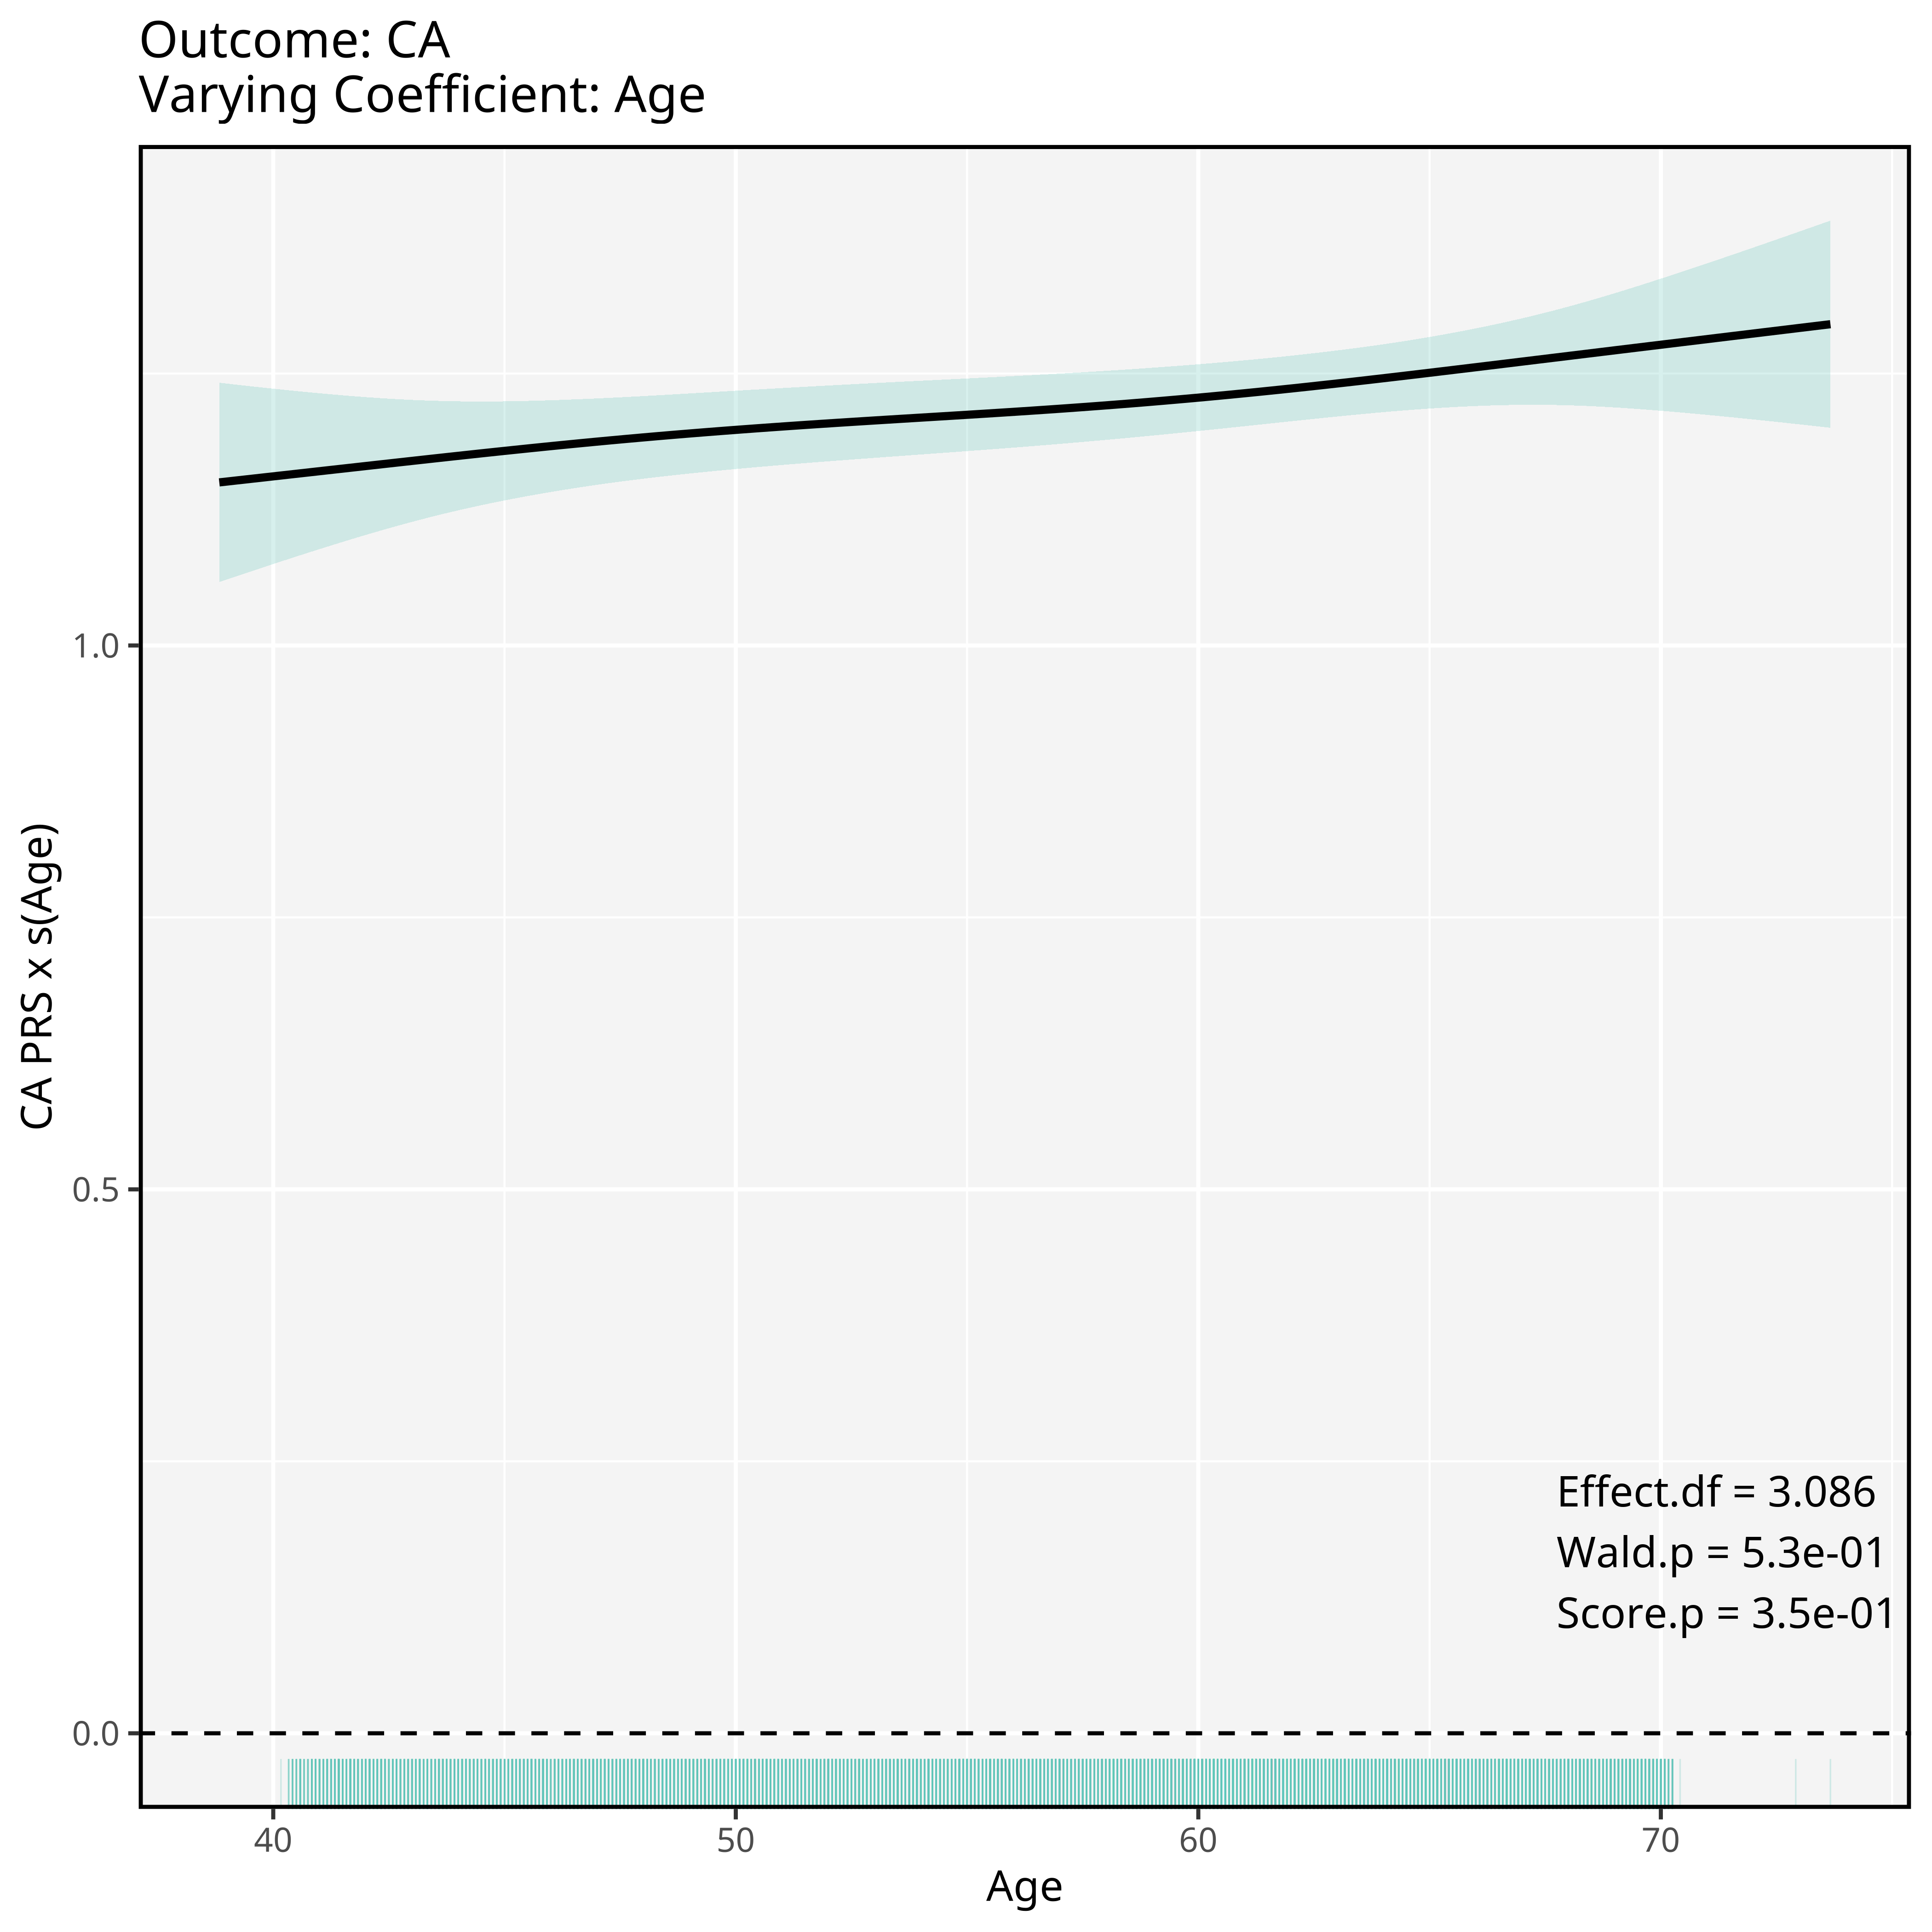 Outcome: CA
Varying Coefficient: Age
CA PRS x s(Age)
1.0
0.5
0.0
Effect.df = 3.086
Wald.p = 5.3e-01
Score.p = 3.5e-01
40
50
60
70
Age